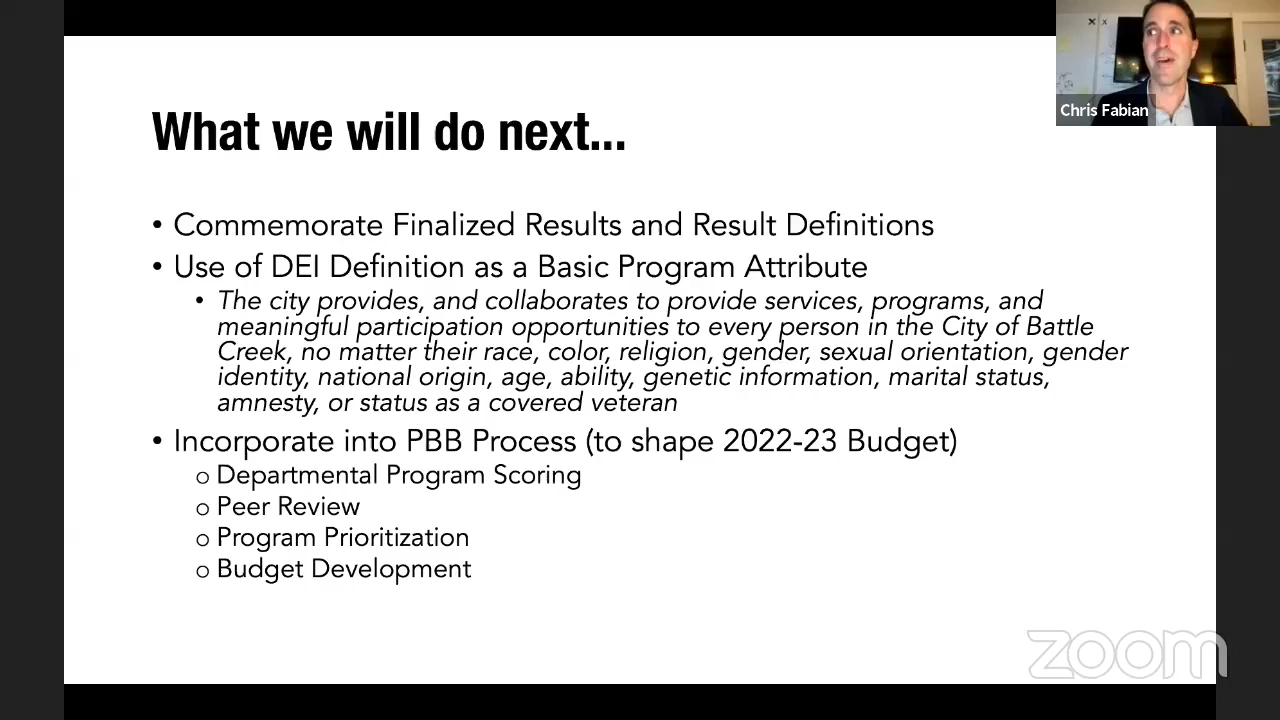 Chris Fabian
What we will do next...
• Commemorate Finalized Results and Result Definitions
• Use of DEI Definition as a Basic Program Attribute
• The city provides, and collaborates to provide services, programs, and
meaningful participation opportunities to every person in the City of Battle
Creek, no matter their race, color, religion, gender, sexual orientation, gender
identity, national origin, age, ability, genetic information, marital status,
amnesty, or status as a covered veteran
• Incorporate into PBB Process (to shape 2022-23 Budget)
o Departmental Program Scoring
o Peer Review
o Program Prioritization
o Budget Development
zoom